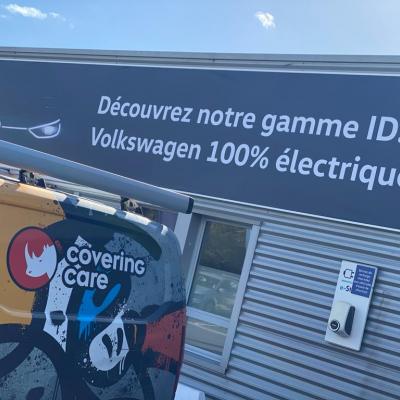 Découvrez notre gamme ID.
Volkswagen 100% électrique
covering
care